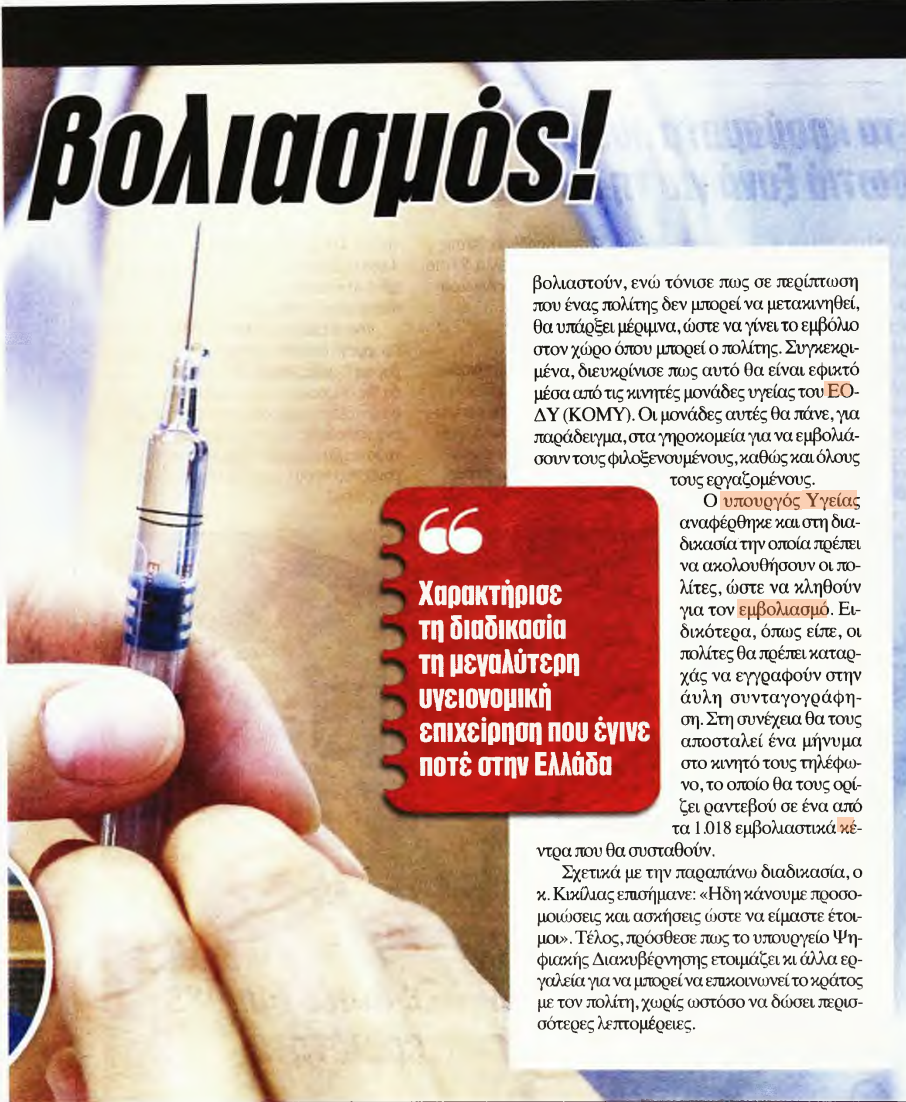 βολιασμός!
βολιαστούν, ενώ τόνισε πως σε περίπτωση
που ένας πολίτης δεν μπορεί να μετακινηθεί,
θα υπάρξει μέριμνα, ώστε να γίνει το εμβόλιο
στον χώρο όπου μπορεί ο πολίτης. Συγκεκρι-
μένα, διευκρίνισε πως αυτό θα είναι εφικτό
μέσα από τις κινητές μονάδες υγείας του ΕΟ-
ΔΥ (ΚΟΜΥ). Οι μονάδες αυτές θα πάνε, για
παράδειγμα, στα γηροκομεία για να εμβολιά-
σουν τους φιλοξενουμένους, καθώς και όλους
τους εργαζομένους.
Ο υπουργός Υγείας
αναφέρθηκε και στη δια-
δικασία την οποία πρέπει
να ακολουθήσουν οι πο-
λίτες, ώστε να κληθούν
για τον εμβολιασμό. Ει-
δικότερα, όπως είπε, οι
πολίτες θα πρέπει καταρ-
χάς να εγγραφούν στην
άυλη συνταγογράφη-
ση. Στη συνέχεια θα τους
αποσταλεί ένα μήνυμα
στο κινητό τους τηλέφω-
νο, το οποίο θα τους ορί-
ζει ραντεβού σε ένα από
τα 1.018 εμβολιαστικά κέ-
ντρα που θα συσταθούν.
Σχετικά με την παραπάνω διαδικασία, ο
κ. Κικίλιας επισήμανε: «Ηδη κάνουμε προσο-
μοιώσεις και ασκήσεις ώστε να είμαστε έτοι-
μοι». Τέλος, πρόσθεσε πως το υπουργείο Ψη-
φιακής Διακυβέρνησης ετοιμάζει κι άλλα ερ-
γαλεία για να μπορεί να επικοινωνεί το κράτος
με τον πολίτη, χωρίς ωστόσο να δώσει περισ-
σότερες λεπτομέρειες.
“
Χαρακτήρισε
τη διαδικασία
τη μεγαλύτερη
υγειονομική
επιχείρηση που έγινε
ποτέ στην Ελλάδα